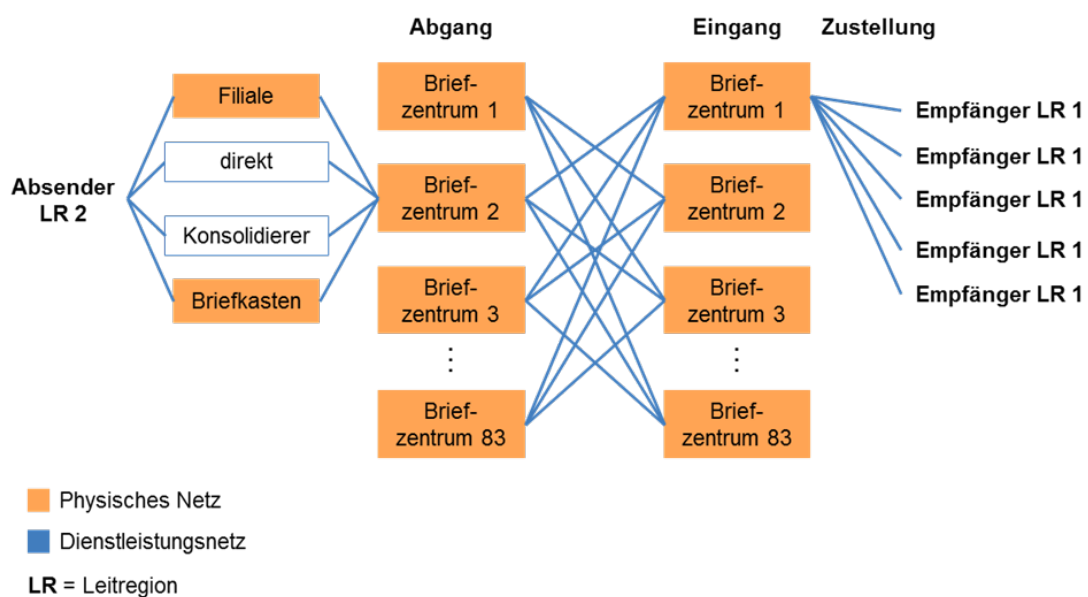 Abgang
Eingang
Zustellung
Absender
LR 2
Filiale
direkt
Konsolidierer
Briefkasten
Brief-
zentrum 1
Brief-
zentrum 2
Brief-
zentrum 3
⋮
Brief-
zentrum 83
Brief-
zentrum 1
Brief-
zentrum 2
Brief-
zentrum 3
⋮
Brief-
zentrum 83
Empfänger LR 1
Empfänger LR 1
Empfänger LR 1
Empfänger LR 1
Empfänger LR 1
Physisches Netz
Dienstleistungsnetz
LR = Leitregion